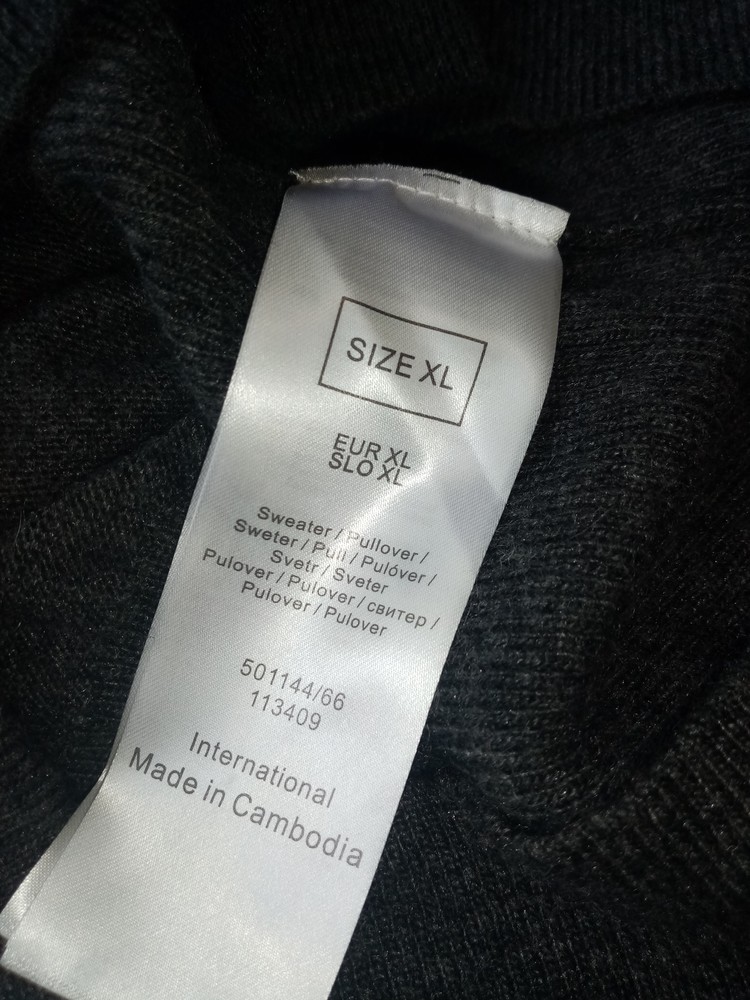 SIZE XL
EUR XL
SLO XL
Sweater / Pullover /
Sweter / Pull / Pulóver /
Svetr / Sveter
Pulover / Pulover / свитер /
Pulover / Pulover
501144/66
113409
International
Made in Cambodia